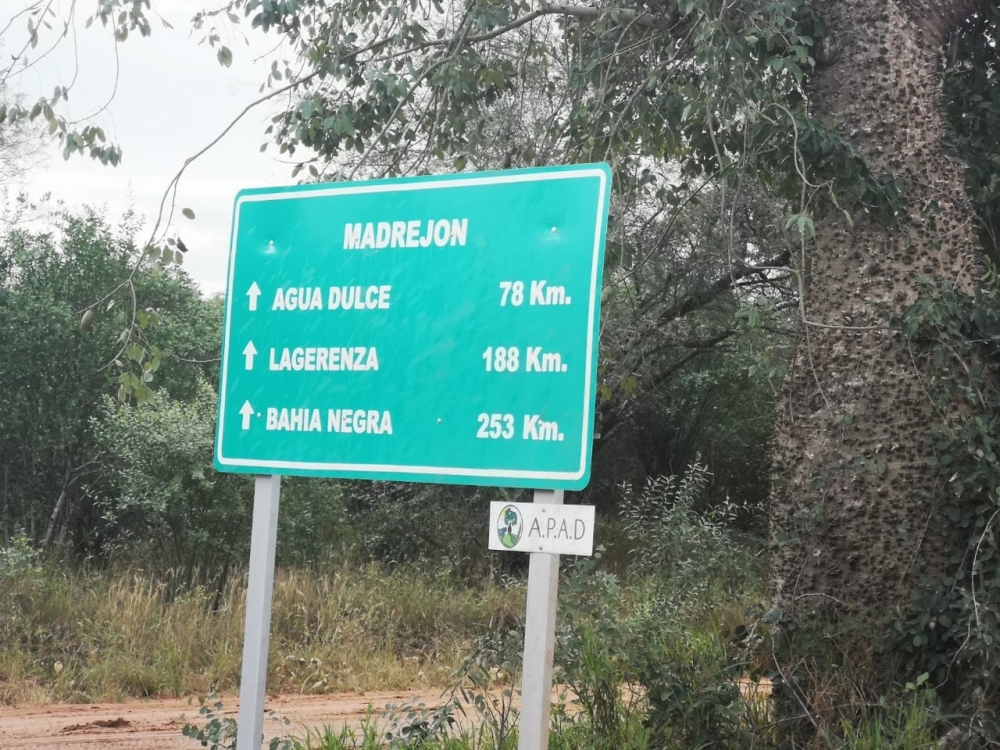 MADREJON
↑ AGUA DULCE 78 Km.
↑ LAGERENZA 188 Km.
↑ BAHIA NEGRA 253 Km.
A.P.A.D